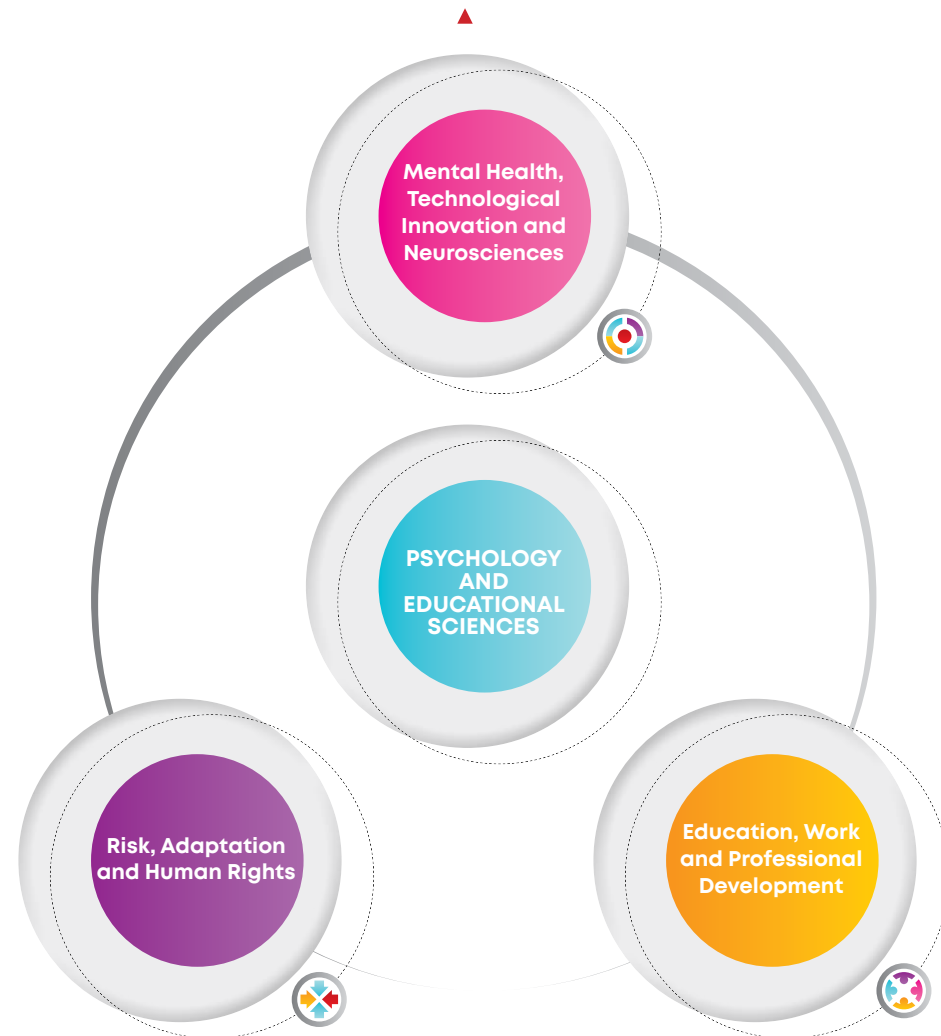 Mental Health,
Technological
Innovation and
Neurosciences
PSYCHOLOGY
AND
EDUCATIONAL
SCIENCES
Risk, Adaptation
and Human Rights
Education, Work
and Professional
Development